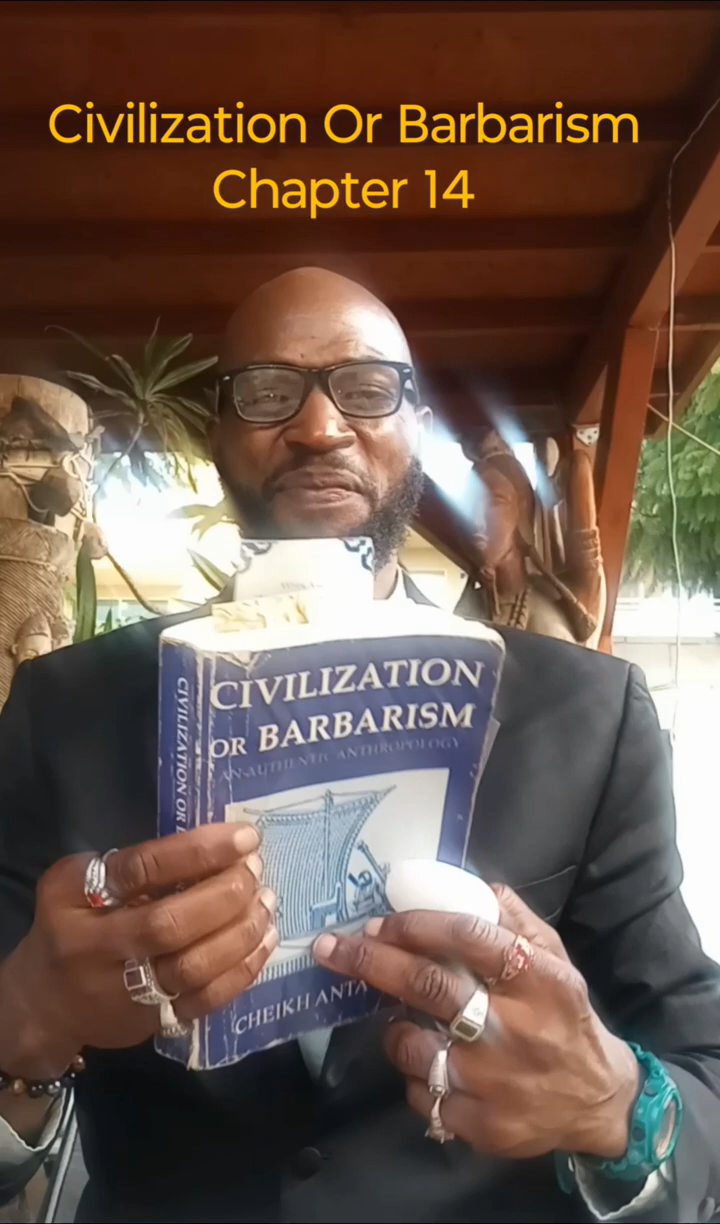 Civilization Or Barbarism
Chapter 14
CIVILIZATION
OR BARBARISM
AN AUTHENTIC ANTHROPOLOGY
CHEIKH ANTA
CIVILIZATION OR